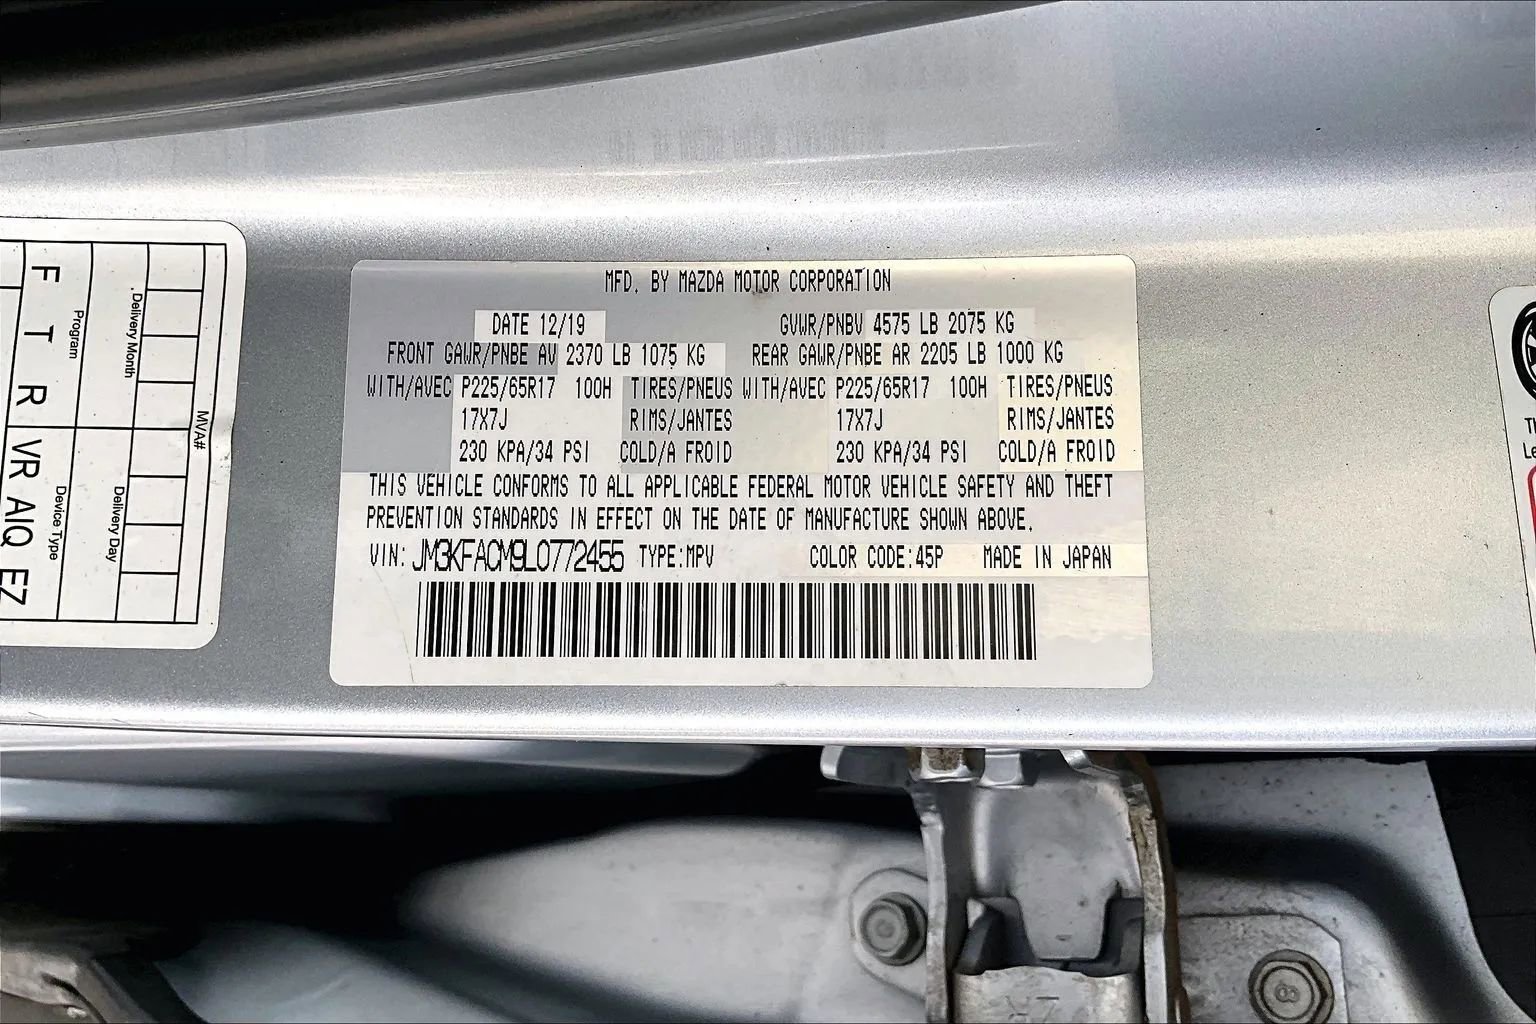 MFD. BY MAZDA MOTOR CORPORATION
DATE 12/19 GVWR/PNBV 4575 LB 2075 KG
FRONT GAWR/PNBE AV 2370 LB 1075 KG REAR GAWR/PNBE AR 2205 LB 1000 KG
WITH/AVEC P225/65R17 100H TIRES/PNEUS WITH/AVEC P225/65R17 100H TIRES/PNEUS
17X7J RIMS/JANTES 17X7J RIMS/JANTES
230 KPA/34 PSI COLD/A FROID 230 KPA/34 PSI COLD/A FROID
THIS VEHICLE CONFORMS TO ALL APPLICABLE FEDERAL MOTOR VEHICLE SAFETY AND THEFT
PREVENTION STANDARDS IN EFFECT ON THE DATE OF MANUFACTURE SHOWN ABOVE.
VIN: JM3KFACM9L0772455 TYPE:MPV COLOR CODE:45P MADE IN JAPAN
MVA#
Delivery Month
Delivery Day
Program
Device Type
F T R
VR AIQ EZ
8